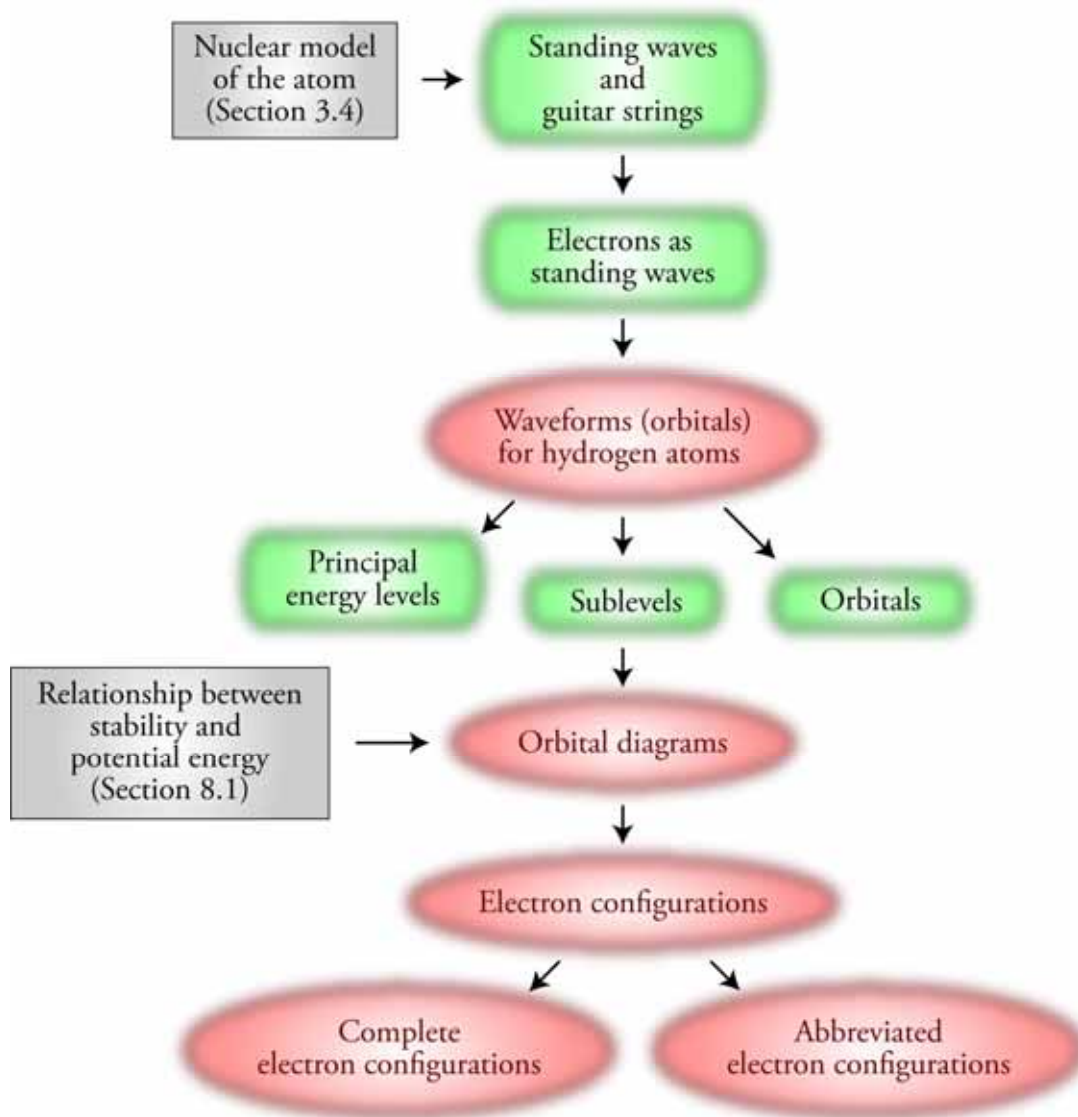 Nuclear model
of the atom
(Section 3.4)
Standing waves
and
guitar strings
Electrons as
standing waves
Waveforms (orbitals)
for hydrogen atoms
Principal
energy levels
Sublevels
Orbitals
Relationship between
stability and
potential energy
(Section 8.1)
Orbital diagrams
Electron configurations
Complete
electron configurations
Abbreviated
electron configurations